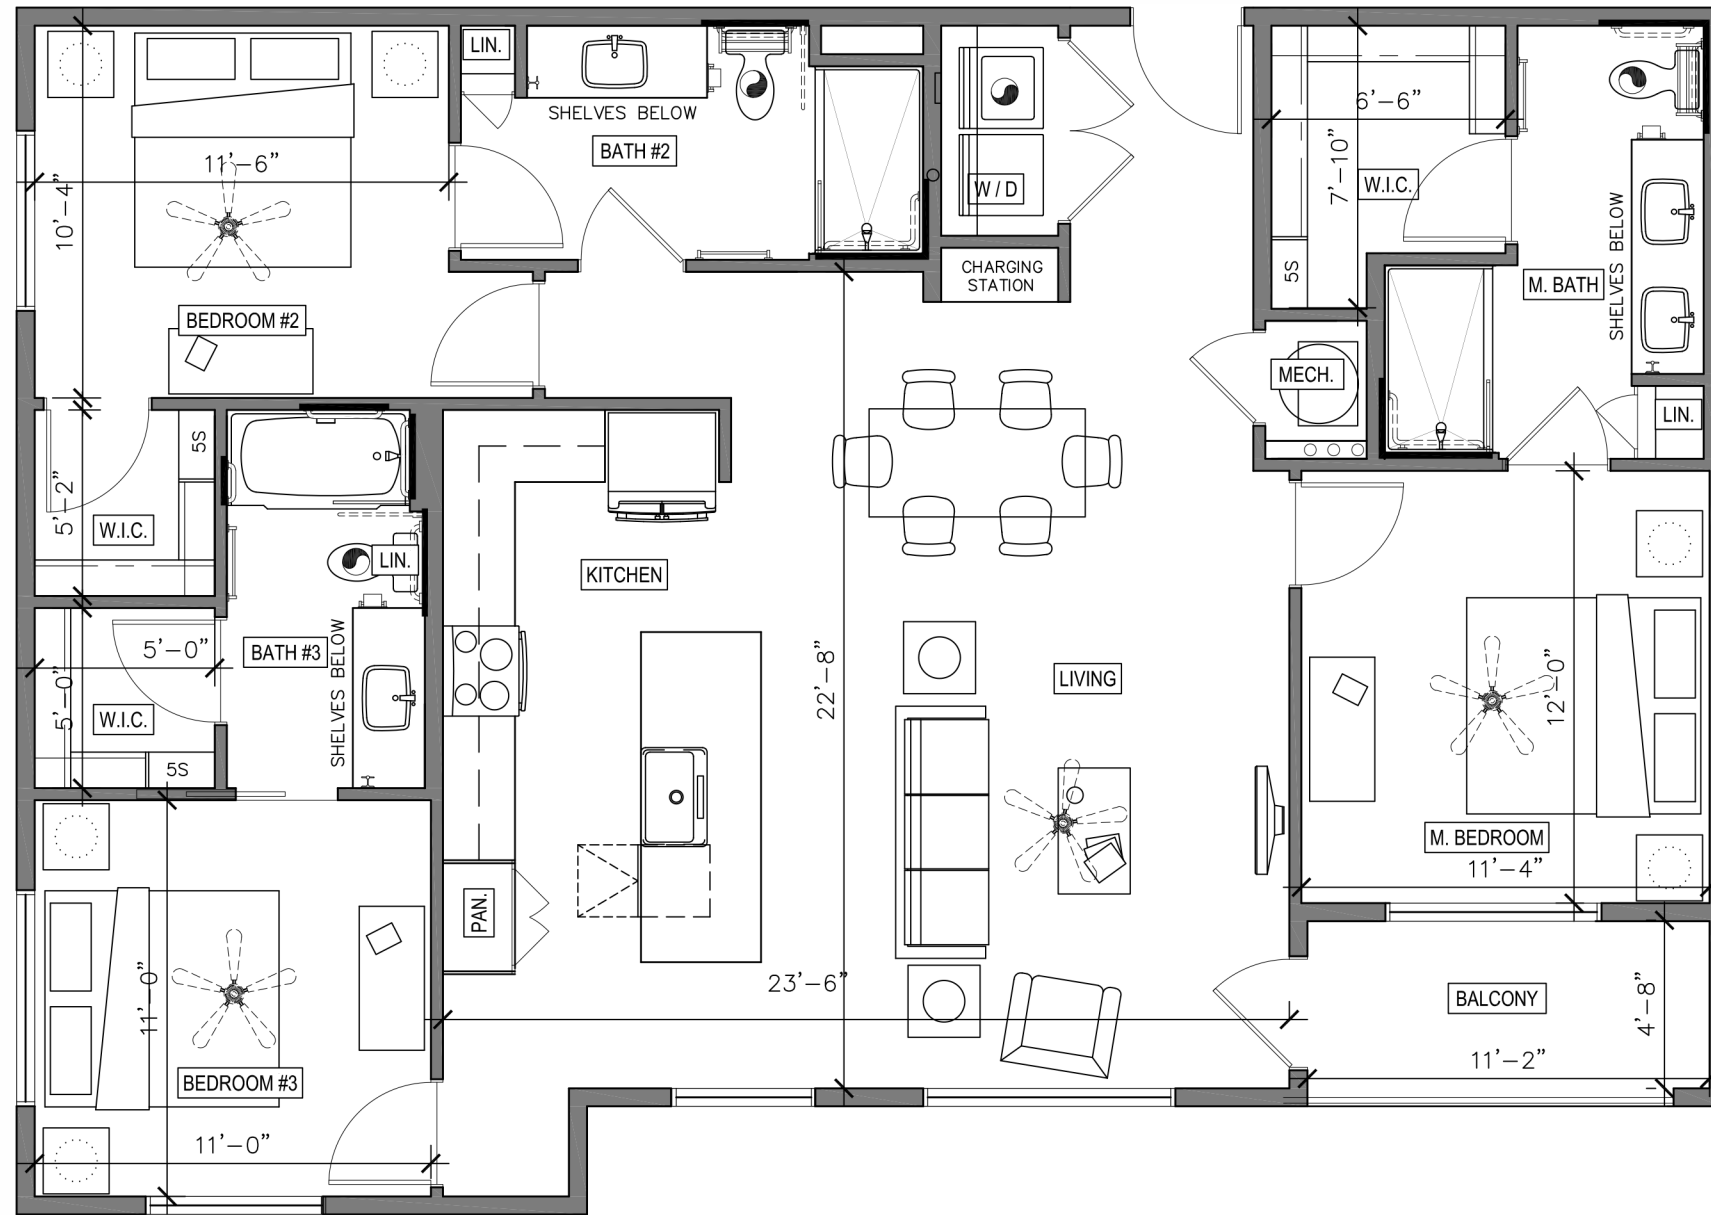 LIN.
SHELVES BELOW
BATH #2
11'-6"
10'-4"
BEDROOM #2
W / D
CHARGING
STATION
6'-6"
7'-10"
W.I.C.
5S
M. BATH
SHELVES BELOW
MECH.
LIN.
5S
5'-2"
W.I.C.
LIN.
KITCHEN
5'-0"
BATH #3
SHELVES BELOW
5'-0"
W.I.C.
5S
22'-8"
LIVING
12'-0"
M. BEDROOM
11'-4"
PAN.
23'-6"
11'-0"
BEDROOM #3
11'-0"
BALCONY
4'-8"
11'-2"